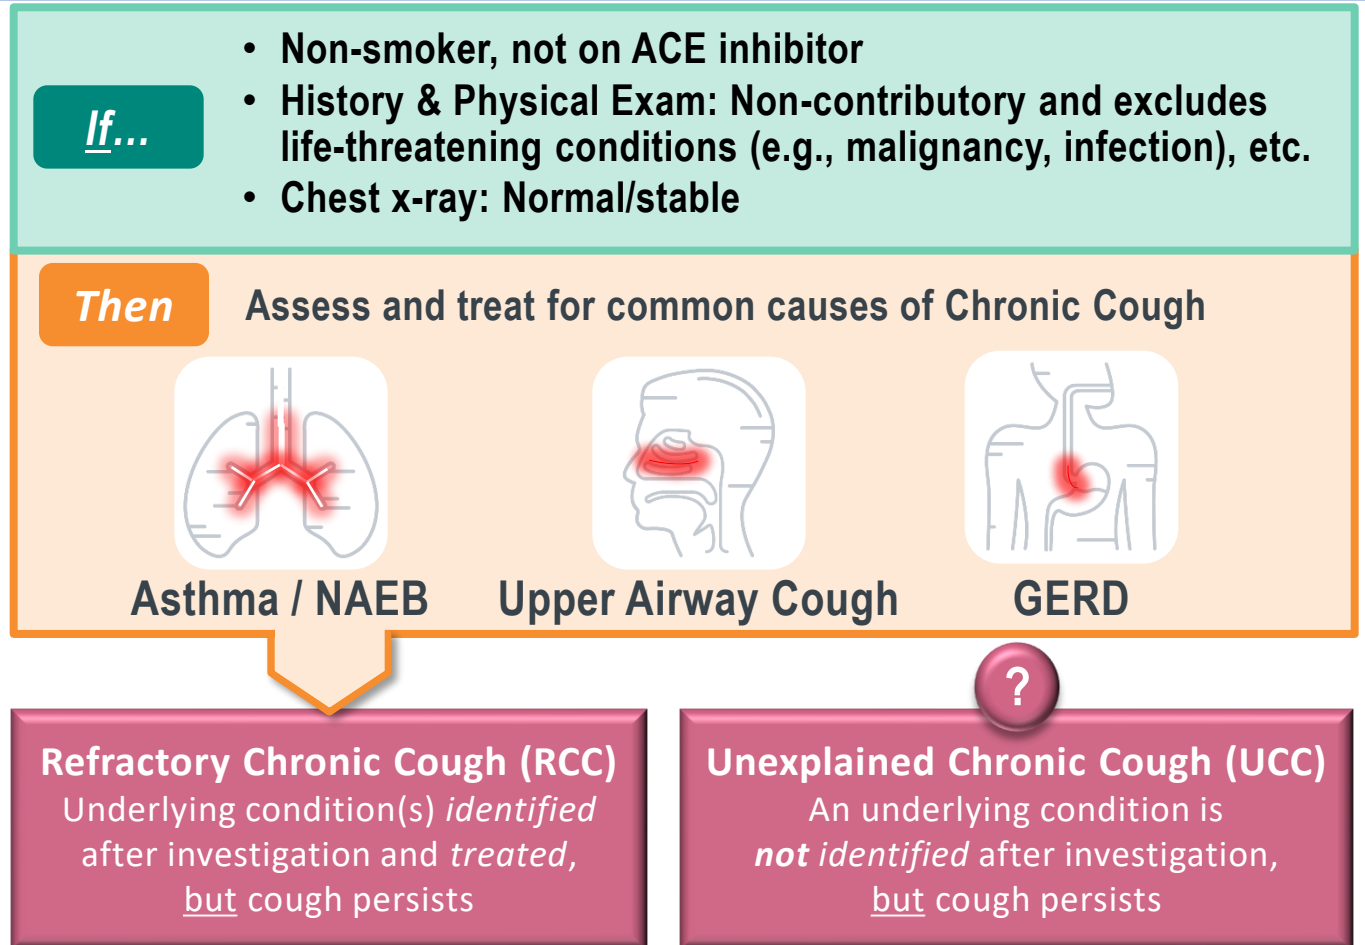 If...
• Non-smoker, not on ACE inhibitor
• History & Physical Exam: Non-contributory and excludes
life-threatening conditions (e.g., malignancy, infection), etc.
• Chest x-ray: Normal/stable
Then
Assess and treat for common causes of Chronic Cough
Asthma / NAEB
Upper Airway Cough
GERD
?
Refractory Chronic Cough (RCC)
Underlying condition(s) identified
after investigation and treated,
but cough persists
Unexplained Chronic Cough (UCC)
An underlying condition is
not identified after investigation,
but cough persists